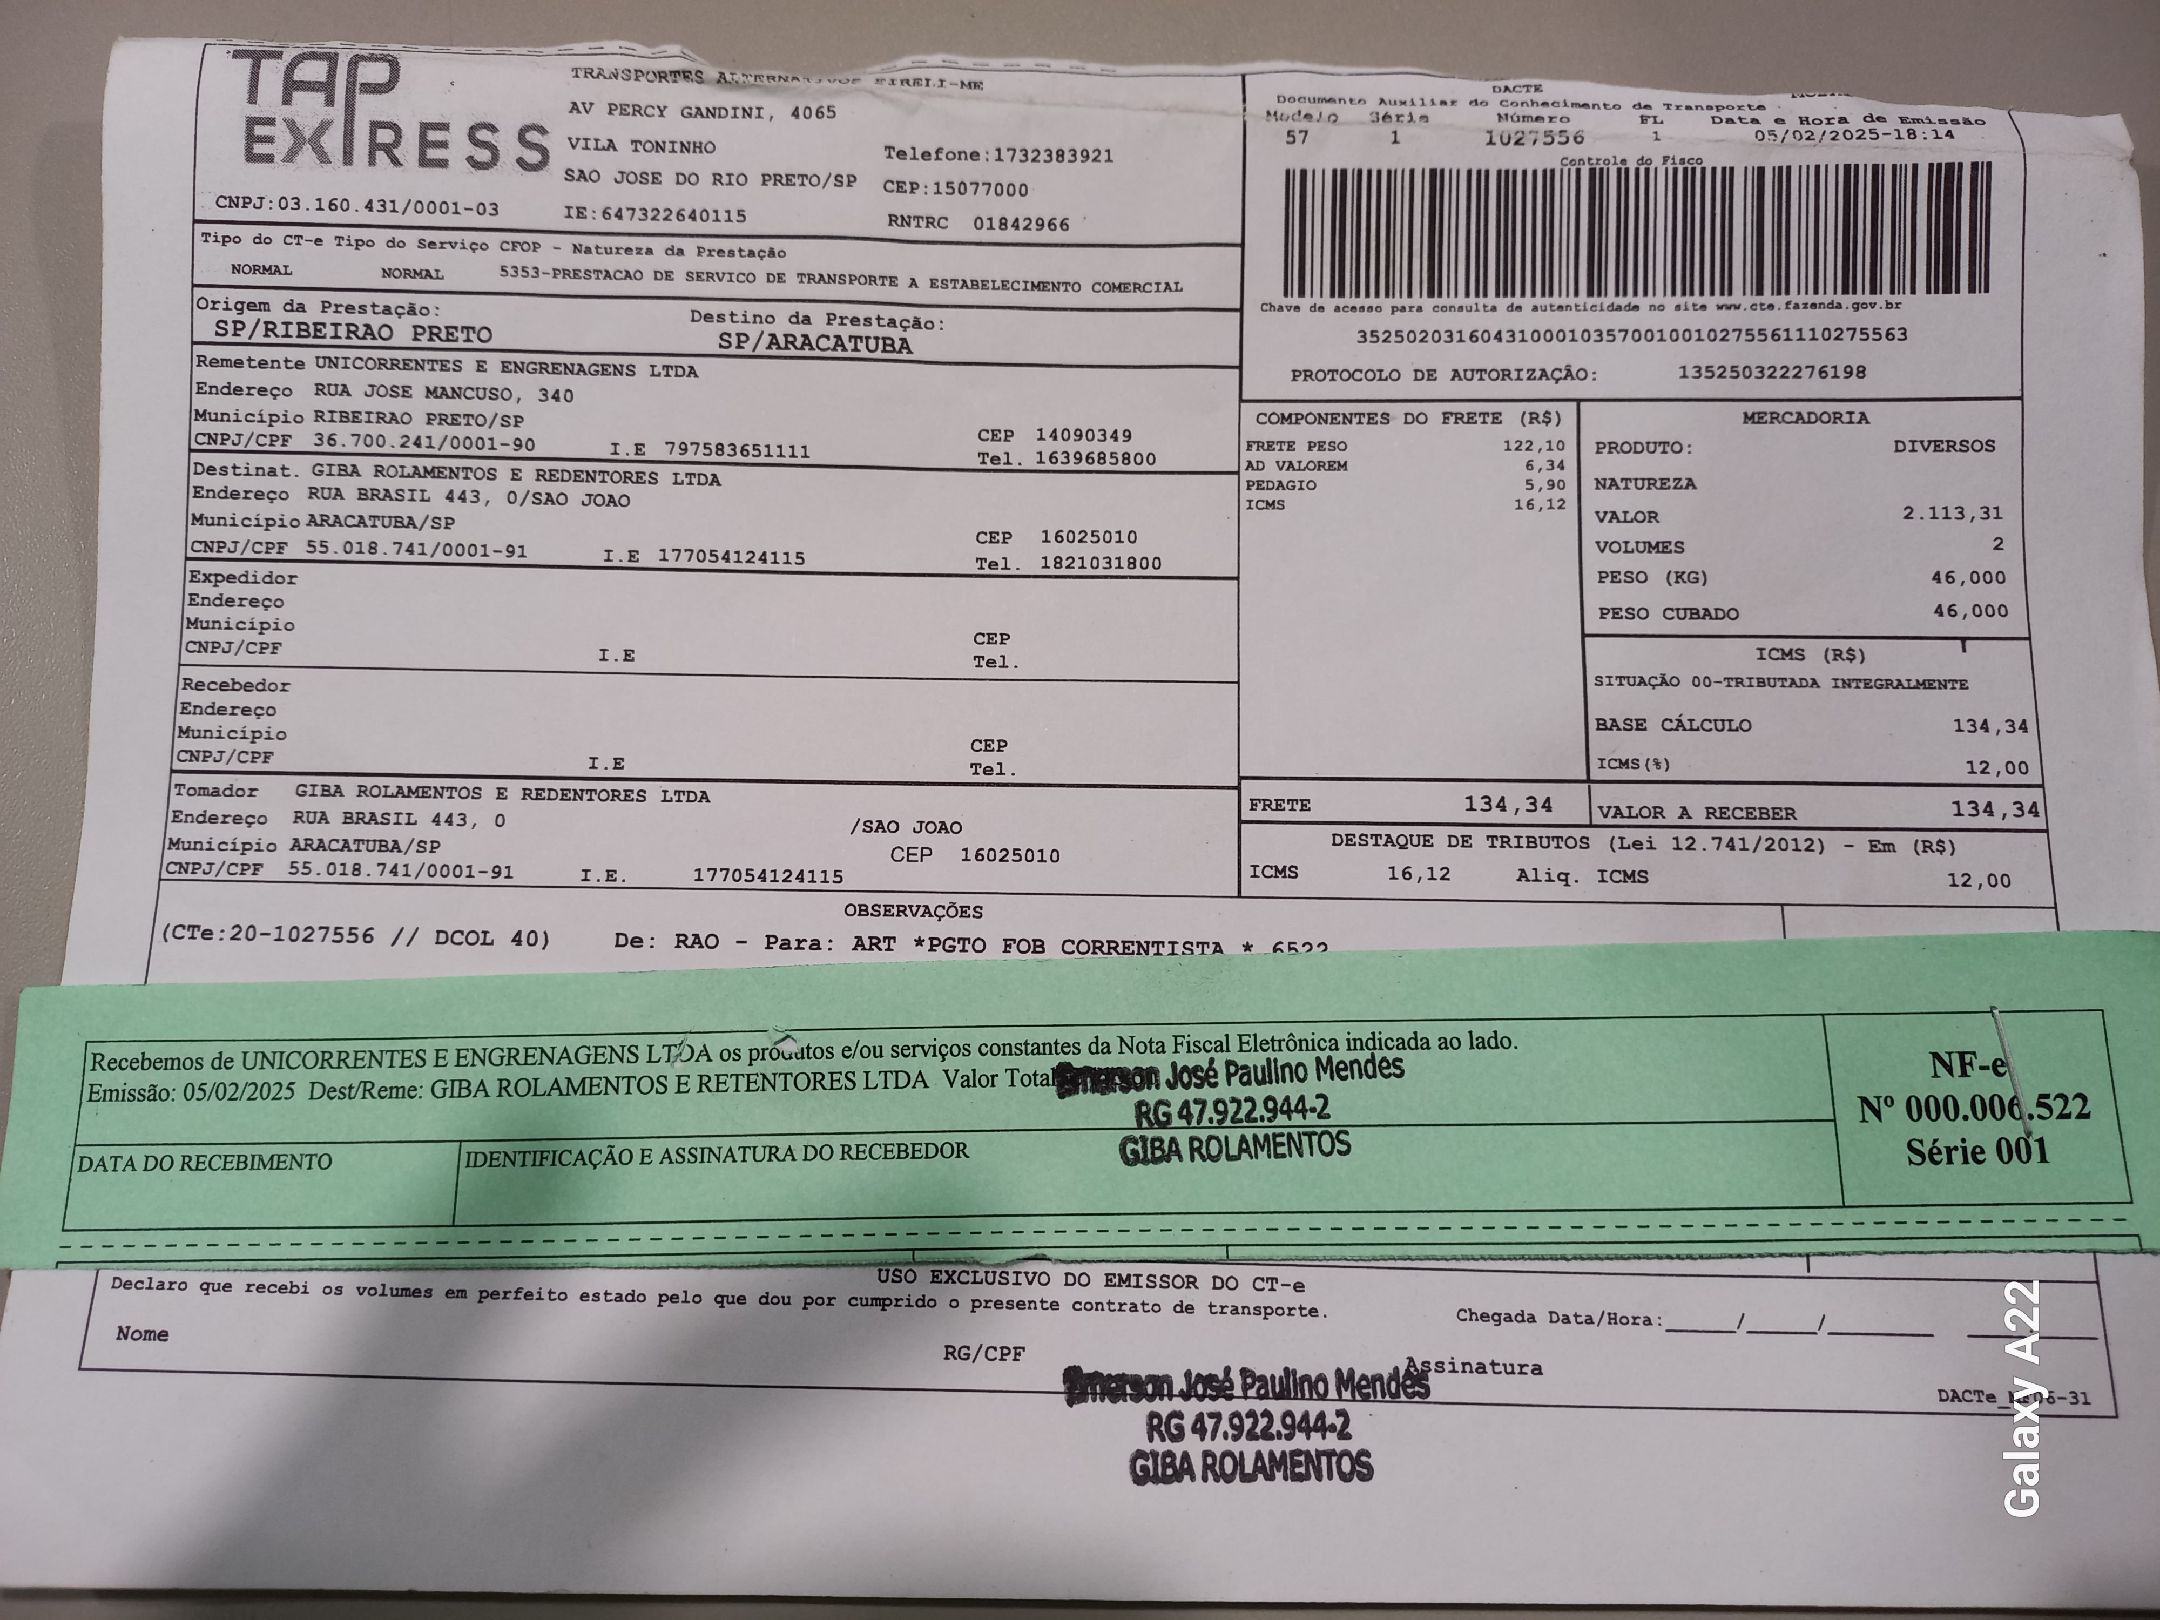 TAP
EXPRESS
TRANSPORTES ALTERNATIVOS EIRELI-ME
AV PERCY GANDINI, 4065
VILA TONINHO
Telefone:1732383921
SAO JOSE DO RIO PRETO/SP
CEP:15077000
CNPJ:03.160.431/0001-03
IE:647322640115
RNTRC 01842966
DACTE
Documento Auxiliar do Conhecimento de Transporte
Modelo Série Número FL Data e Hora de Emissão
57 1 1027556 1 05/02/2025-18:14
Controle do Fisco
Chave de acesso para consulta de autenticidade no site www.cte.fazenda.gov.br
35250203160431000103570010010275561110275563
PROTOCOLO DE AUTORIZAÇÃO: 135250322276198
Tipo do CT-e Tipo do Serviço CFOP - Natureza da Prestação
NORMAL NORMAL 5353-PRESTACAO DE SERVICO DE TRANSPORTE A ESTABELECIMENTO COMERCIAL
Origem da Prestação: Destino da Prestação:
SP/RIBEIRAO PRETO SP/ARACATUBA
Remetente UNICORRENTES E ENGRENAGENS LTDA
Endereço RUA JOSE MANCUSO, 340
Município RIBEIRAO PRETO/SP CEP 14090349
CNPJ/CPF 36.700.241/0001-90 I.E 797583651111 Tel. 1639685800
Destinat. GIBA ROLAMENTOS E REDENTORES LTDA
Endereço RUA BRASIL 443, 0/SAO JOAO
Município ARACATUBA/SP CEP 16025010
CNPJ/CPF 55.018.741/0001-91 I.E 177054124115 Tel. 1821031800
Expedidor
Endereço
Município CEP
CNPJ/CPF I.E Tel.
Recebedor
Endereço
Município CEP
CNPJ/CPF I.E Tel.
Tomador GIBA ROLAMENTOS E REDENTORES LTDA
Endereço RUA BRASIL 443, 0 /SAO JOAO
Município ARACATUBA/SP CEP 16025010
CNPJ/CPF 55.018.741/0001-91 I.E. 177054124115
COMPONENTES DO FRETE (R$)
FRETE PESO 122,10
AD VALOREM 6,34
PEDAGIO 5,90
ICMS 16,12
MERCADORIA
PRODUTO: DIVERSOS
NATUREZA
VALOR 2.113,31
VOLUMES 2
PESO (KG) 46,000
PESO CUBADO 46,000
ICMS (R$)
SITUAÇÃO 00-TRIBUTADA INTEGRALMENTE
BASE CÁLCULO 134,34
ICMS(%) 12,00
FRETE 134,34 VALOR A RECEBER 134,34
DESTAQUE DE TRIBUTOS (Lei 12.741/2012) - Em (R$)
ICMS 16,12 Aliq. ICMS 12,00
OBSERVAÇÕES
(CTe:20-1027556 // DCOL 40) De: RAO - Para: ART *PGTO FOB CORRENTISTA * 6522
Recebemos de UNICORRENTES E ENGRENAGENS LTDA os produtos e/ou serviços constantes da Nota Fiscal Eletrônica indicada ao lado.
Emissão: 05/02/2025 Dest/Reme: GIBA ROLAMENTOS E RETENTORES LTDA Valor Total
Emerson José Paulino Mendes
RG 47.922.944-2
GIBA ROLAMENTOS
DATA DO RECEBIMENTO
IDENTIFICAÇÃO E ASSINATURA DO RECEBEDOR
NF-e
Nº 000.006.522
Série 001
USO EXCLUSIVO DO EMISSOR DO CT-e
Declaro que recebi os volumes em perfeito estado pelo que dou por cumprido o presente contrato de transporte.
Chegada Data/Hora:_____/_____/_______ ________
Nome
RG/CPF
Assinatura
Emerson José Paulino Mendes
RG 47.922.944-2
GIBA ROLAMENTOS
Galaxy A22